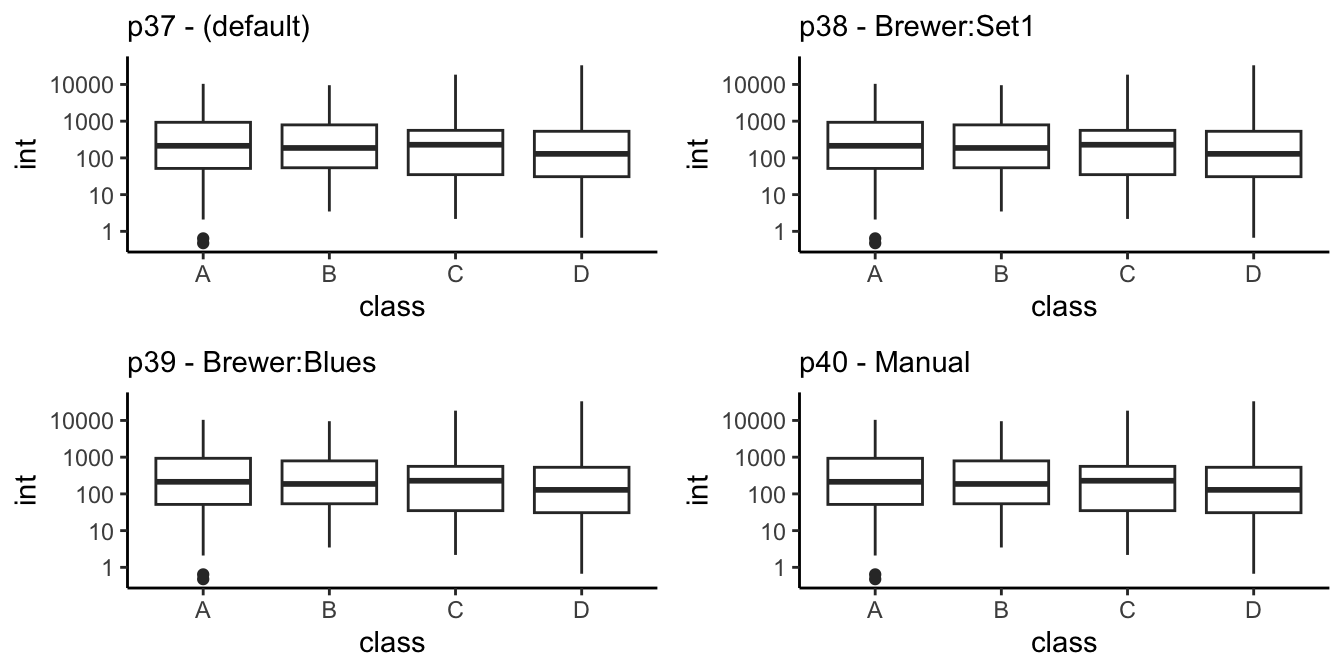 p37 - (default)
int
10000
1000
100
10
1
A B C D
class
p38 - Brewer:Set1
int
10000
1000
100
10
1
A B C D
class
p39 - Brewer:Blues
int
10000
1000
100
10
1
A B C D
class
p40 - Manual
int
10000
1000
100
10
1
A B C D
class